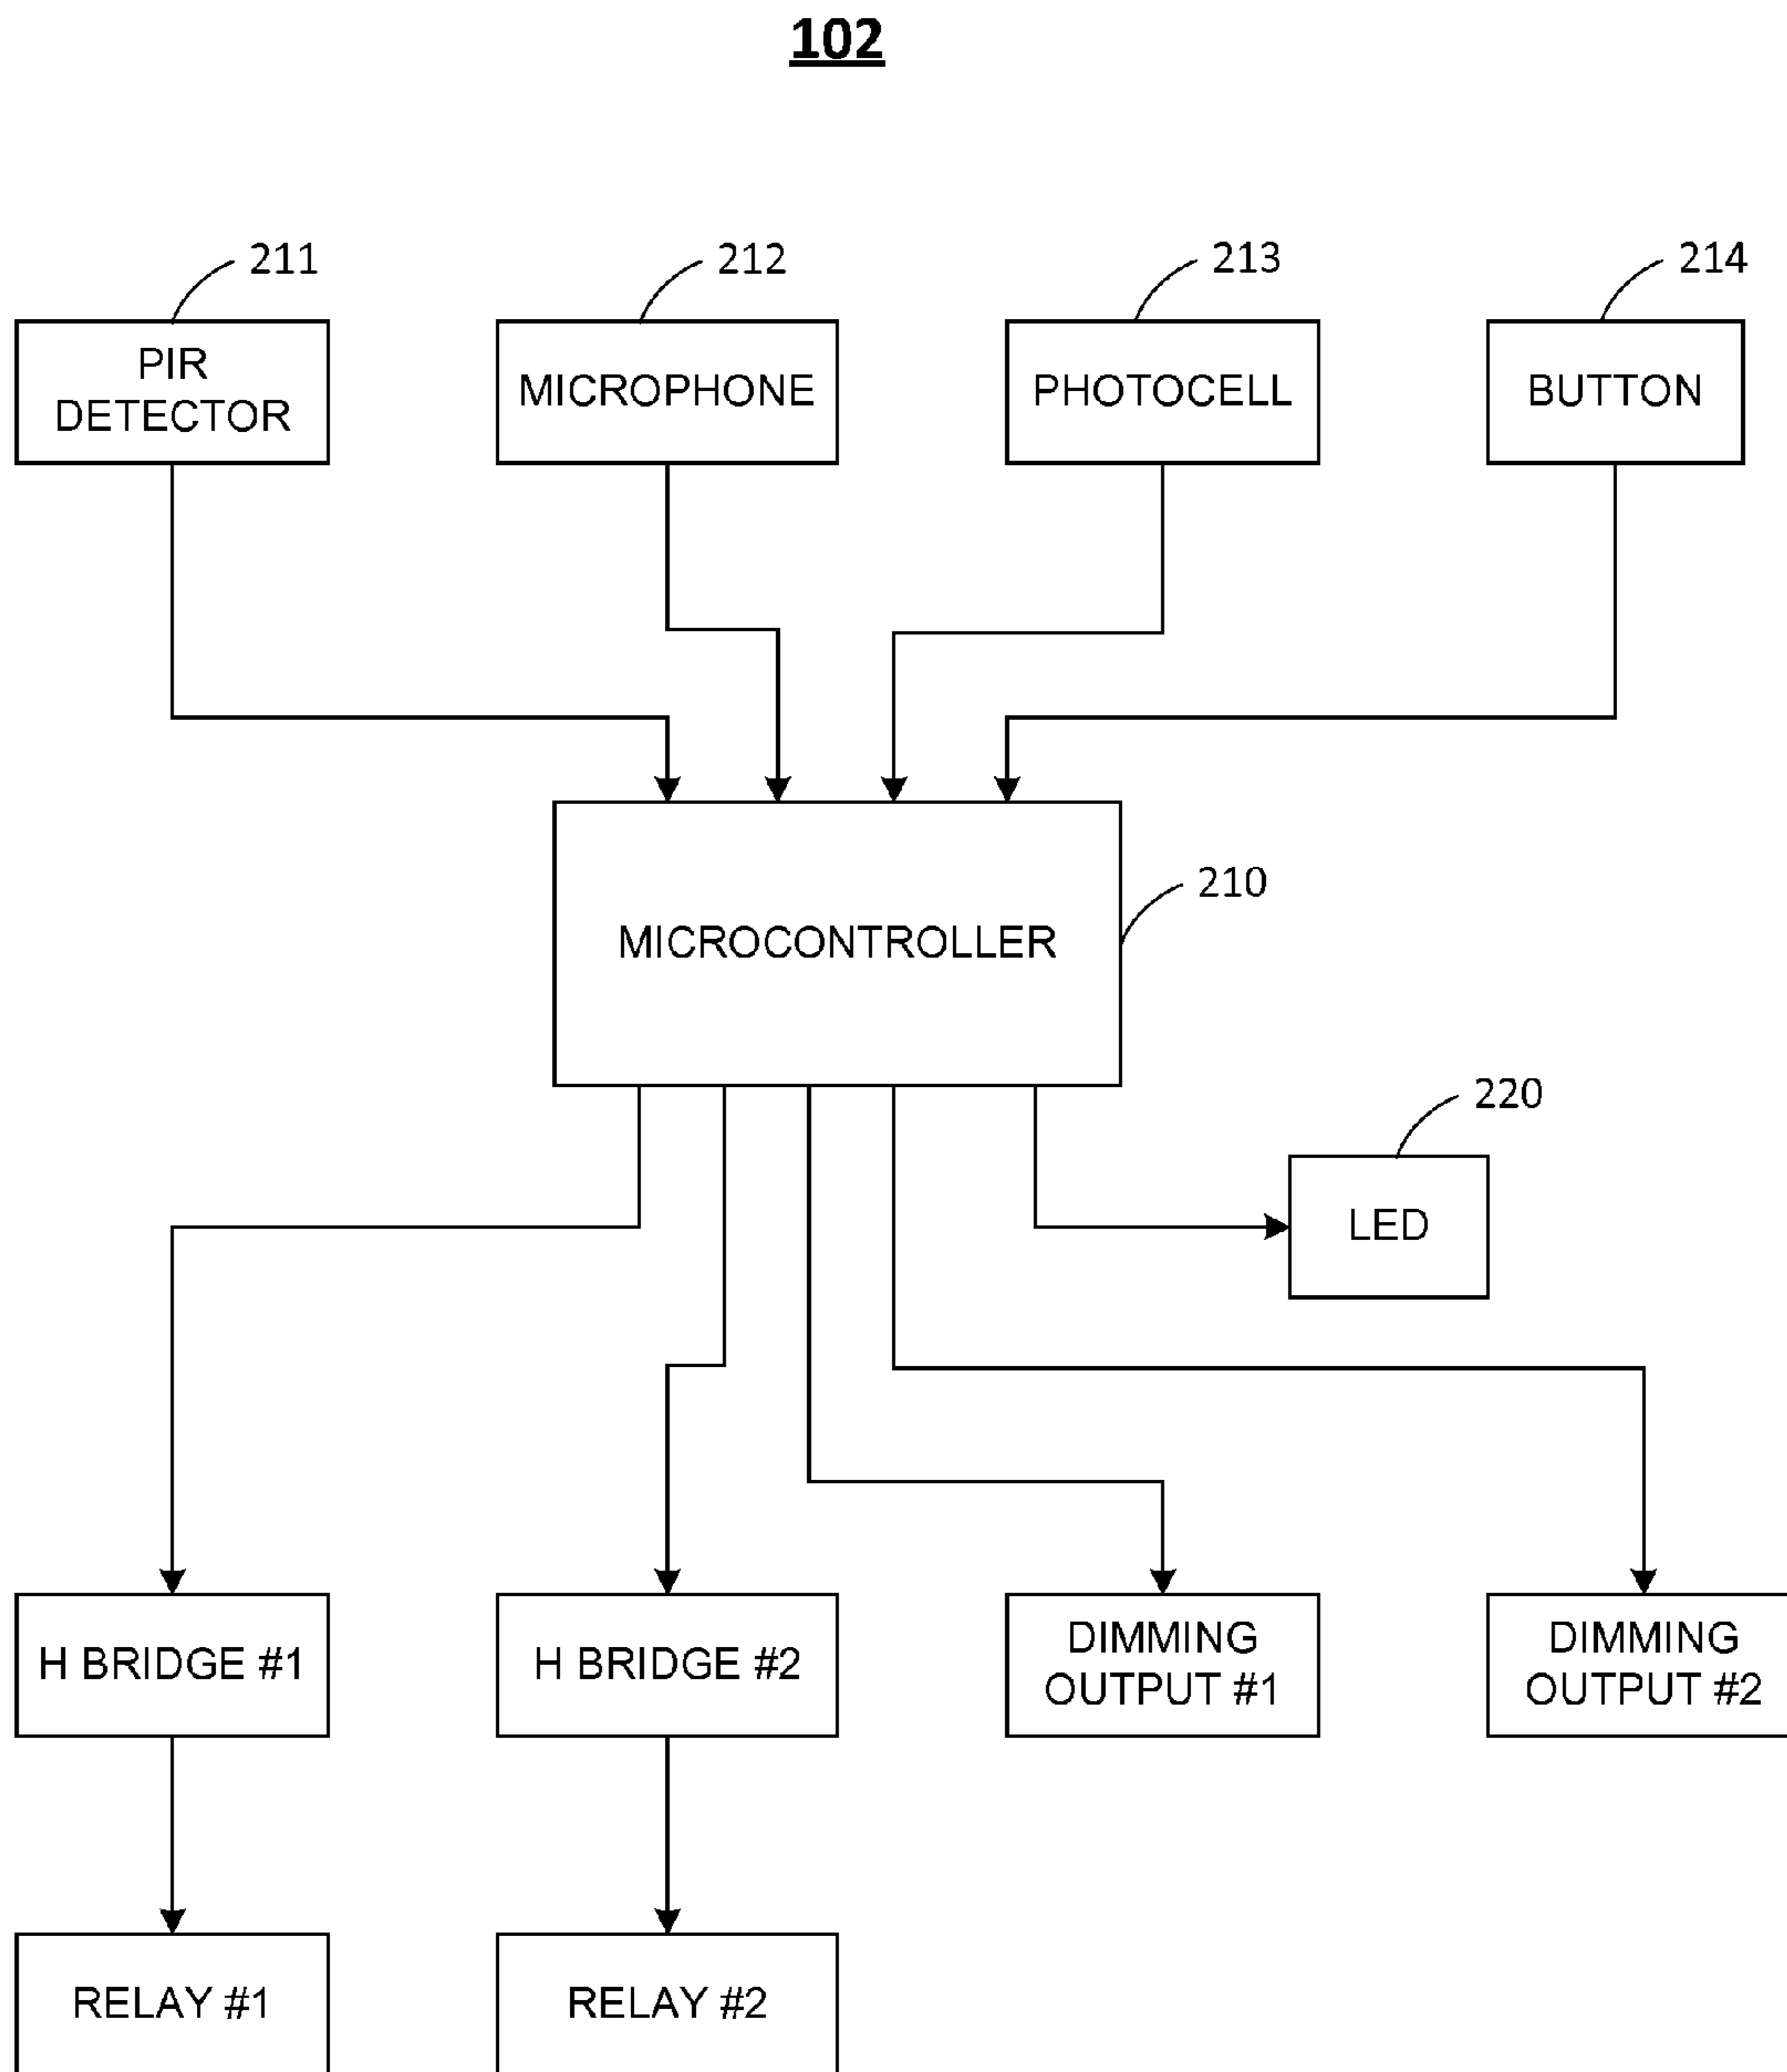 102
211
212
213
214
PIR
DETECTOR
MICROPHONE
PHOTOCELL
BUTTON
MICROCONTROLLER
210
220
LED
H BRIDGE #1
H BRIDGE #2
DIMMING
OUTPUT #1
DIMMING
OUTPUT #2
RELAY #1
RELAY #2